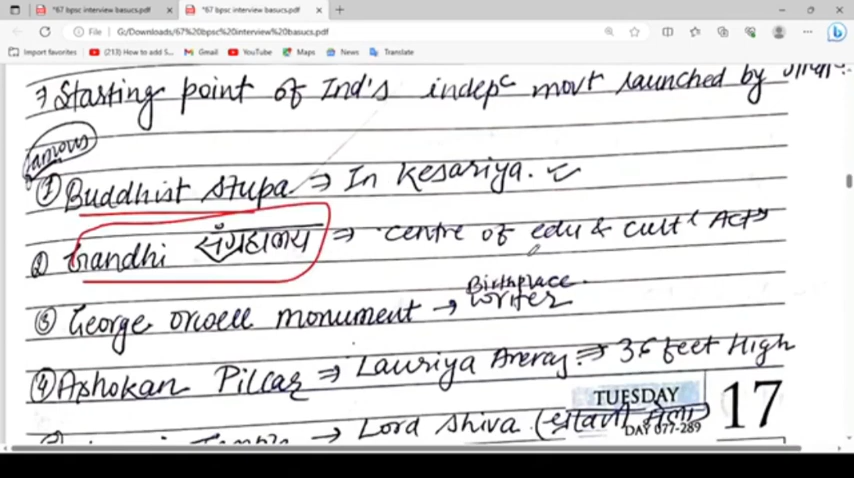 *67 bpsc interview basucs.pdf
*67 bpsc interview basucs.pdf
File
G:/Downloads/67%20bpsc%20interview%20basucs.pdf
Import favorites
(213) How to add S...
Gmail
YouTube
Maps
News
Translate
⇒ Starting point of Ind's indepᶜ movt launched by
famous
① Buddhist stupa ⇒ In Kesariya.
② Gandhi संग्रहालय ⇒ centre of edu & cult Acts
③ George orwell monument → Birthplace
writer
④ Ashokan Pillar ⇒ Lauriya Areraj ⇒ 36 feet High
→ Lord Shiva (श्रावणी मेला)
TUESDAY 17
DAY 077-289